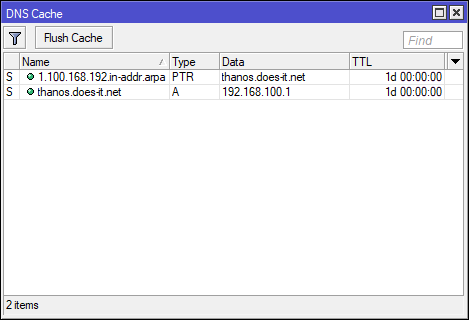 DNS Cache
Flush Cache
Find
Name Type Data TTL
S 1.100.168.192.in-addr.arpa PTR thanos.does-it.net 1d 00:00:00
S thanos.does-it.net A 192.168.100.1 1d 00:00:00
2 items